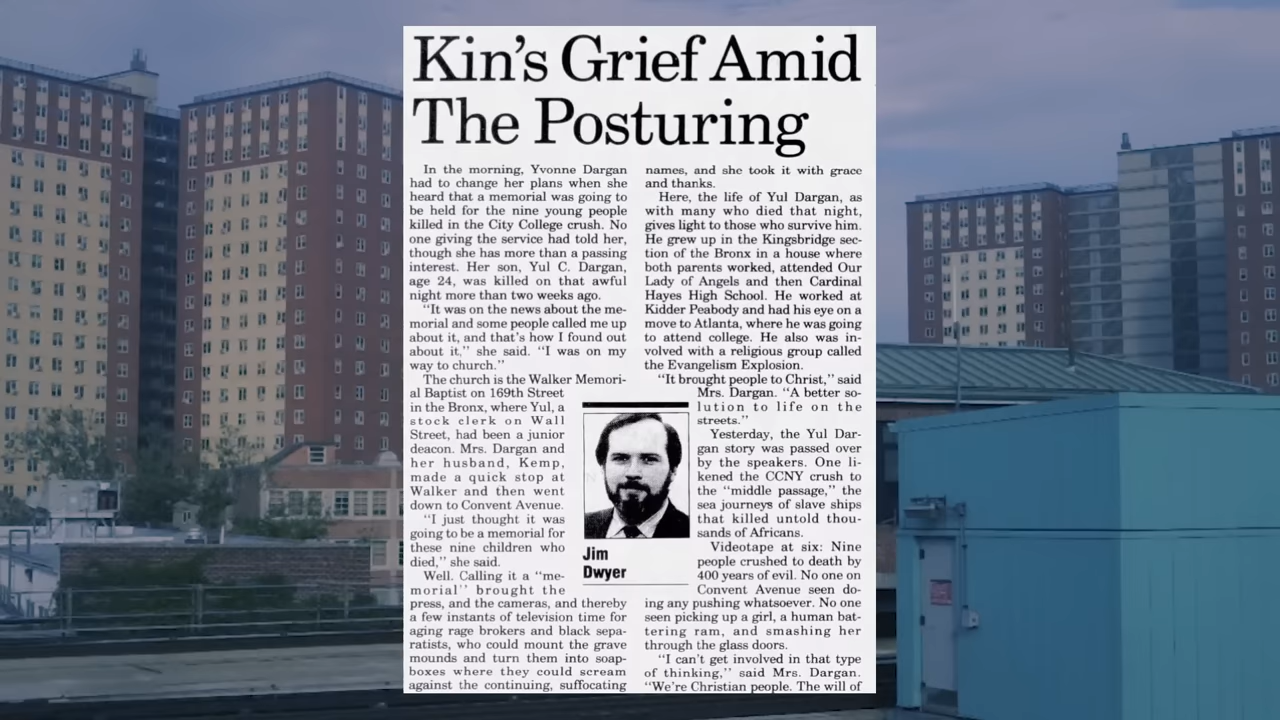 Kin's Grief Amid
The Posturing
In the morning, Yvonne Dargan
had to change her plans when she
heard that a memorial was going to
be held for the nine young people
killed in the City College crush. No
one giving the service had told her,
though she has more than a passing
interest. Her son, Yul C. Dargan,
age 24, was killed on that awful
night more than two weeks ago.
"It was on the news about the me-
morial and some people called me up
about it, and that's how I found out
about it," she said. "I was on my
way to church."
The church is the Walker Memori-
al Baptist on 169th Street
in the Bronx, where Yul, a
stock clerk on Wall
Street, had been a junior
deacon. Mrs. Dargan and
her husband, Kemp,
made a quick stop at
Walker and then went
down to Convent Avenue.
"I just thought it was
going to be a memorial for
these nine children who
died," she said.
Well. Calling it a "me-
morial" brought the
press, and the cameras, and thereby
a few instants of television time for
aging rage brokers and black sepa-
ratists, who could mount the grave
mounds and turn them into soap-
boxes where they could scream
against the continuing, suffocating
Jim
Dwyer
names, and she took it with grace
and thanks.
Here, the life of Yul Dargan, as
with many who died that night,
gives light to those who survive him.
He grew up in the Kingsbridge sec-
tion of the Bronx in a house where
both parents worked, attended Our
Lady of Angels and then Cardinal
Hayes High School. He worked at
Kidder Peabody and had his eye on a
move to Atlanta, where he was going
to attend college. He also was in-
volved with a religious group called
the Evangelism Explosion.
"It brought people to Christ," said
Mrs. Dargan. "A better so-
lution to life on the
streets."
Yesterday, the Yul Dar-
gan story was passed over
by the speakers. One li-
kened the CCNY crush to
the "middle passage," the
sea journeys of slave ships
that killed untold thou-
sands of Africans.
Videotape at six: Nine
people crushed to death by
400 years of evil. No one on
Convent Avenue seen do-
ing any pushing whatsoever. No one
seen picking up a girl, a human bat-
tering ram, and smashing her
through the glass doors.
"I can't get involved in that type
of thinking," said Mrs. Dargan.
"We're Christian people. The will of